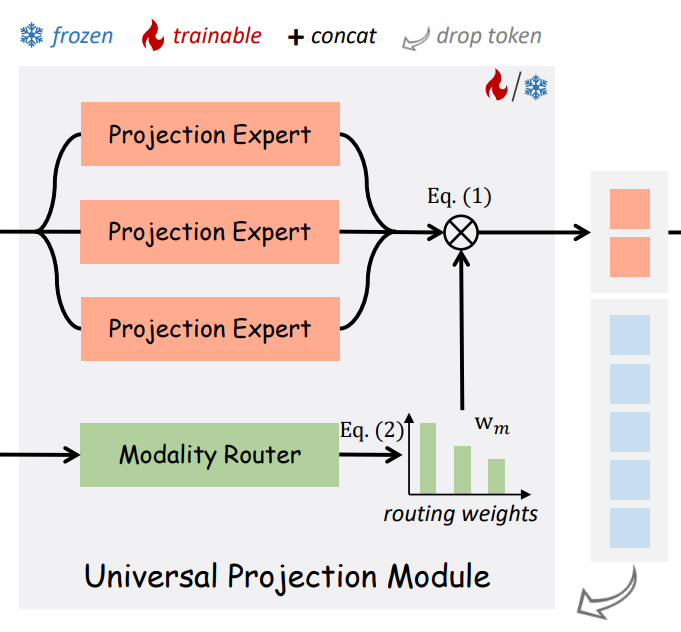 frozen trainable + concat drop token
/
Projection Expert
Eq. (1)
Projection Expert
Projection Expert
Eq. (2)
w_m
Modality Router
routing weights
Universal Projection Module